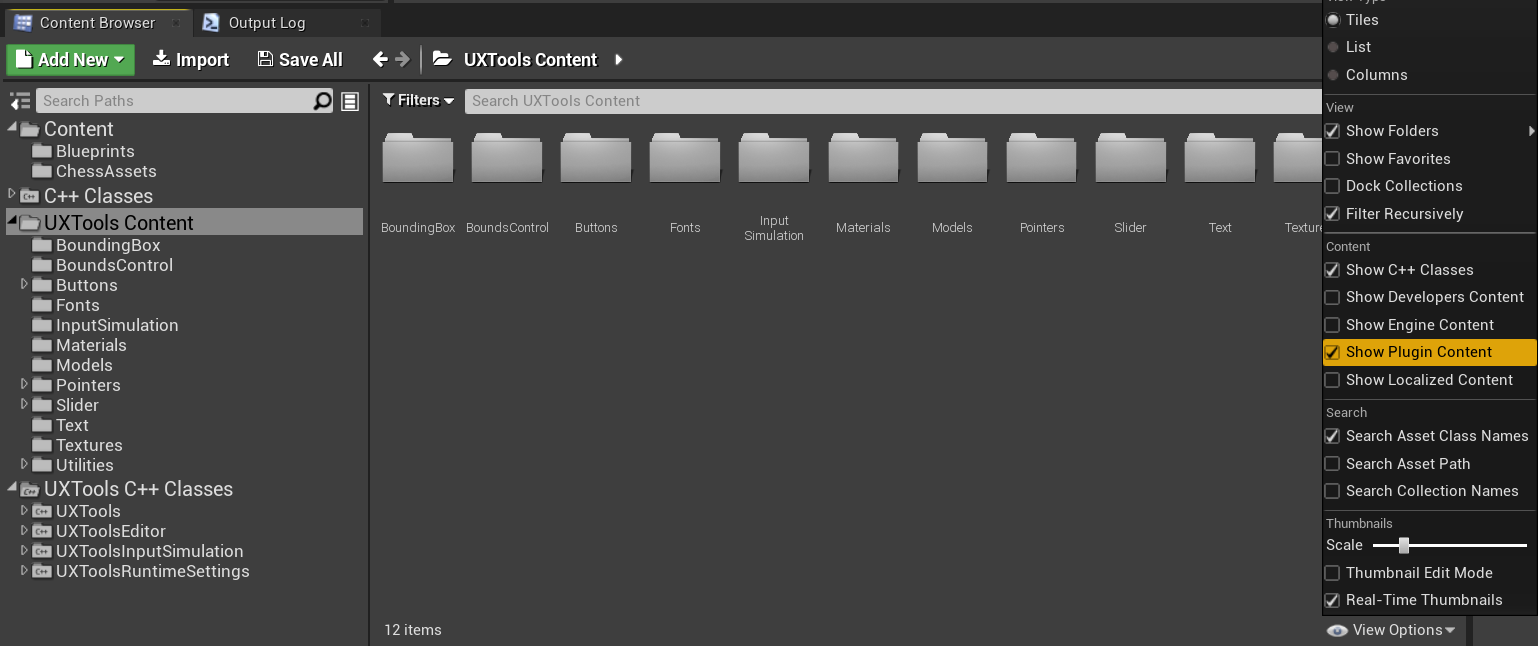 Content Browser
Output Log
Add New
Import
Save All
UXTools Content
Search Paths
Content
Blueprints
ChessAssets
C++ Classes
UXTools Content
BoundingBox
BoundsControl
Buttons
Fonts
InputSimulation
Materials
Models
Pointers
Slider
Text
Textures
Utilities
UXTools C++ Classes
UXTools
UXToolsEditor
UXToolsInputSimulation
UXToolsRuntimeSettings
Filters
Search UXTools Content
BoundingBox
BoundsControl
Buttons
Fonts
Input
Simulation
Materials
Models
Pointers
Slider
Text
Texture
12 items
Tiles
List
Columns
View
Show Folders
Show Favorites
Dock Collections
Filter Recursively
Content
Show C++ Classes
Show Developers Content
Show Engine Content
Show Plugin Content
Show Localized Content
Search
Search Asset Class Names
Search Asset Path
Search Collection Names
Thumbnails
Scale
Thumbnail Edit Mode
Real-Time Thumbnails
View Options